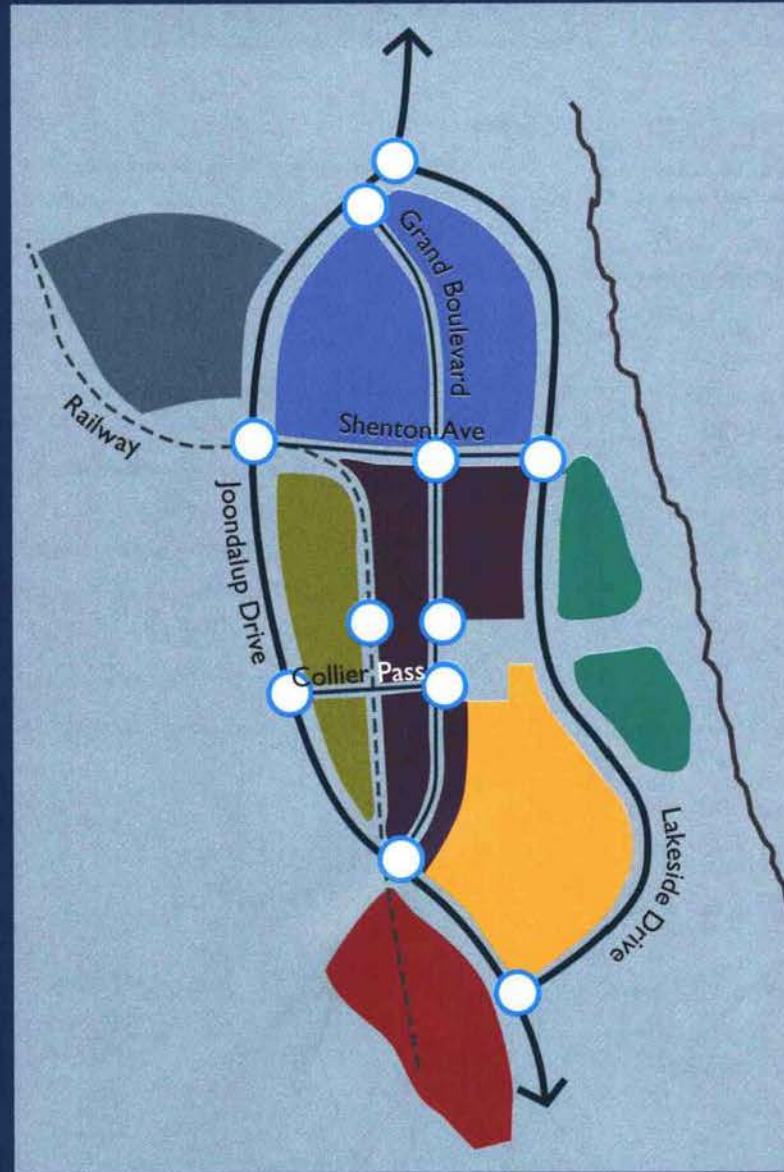 Grand Boulevard
Shenton Ave
Railway
Joondalup Drive
Collier Pass
Lakeside Drive